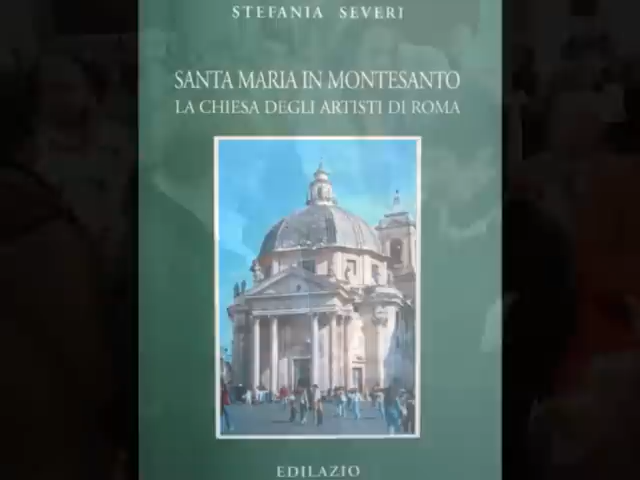 STEFANIA SEVERI
SANTA MARIA IN MONTESANTO
LA CHIESA DEGLI ARTISTI DI ROMA
EDILAZIO